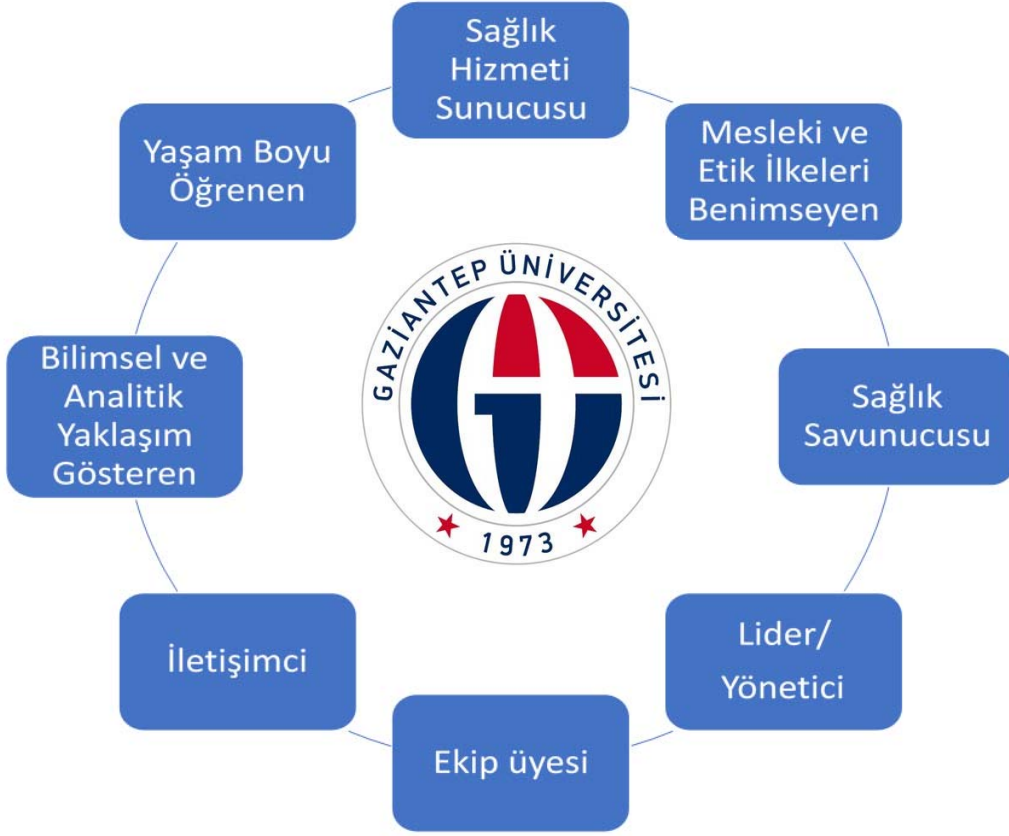 Sağlık
Hizmeti
Sunucusu
Mesleki ve
Etik İlkeleri
Benimseyen
Sağlık
Savunucusu
Lider/
Yönetici
Ekip üyesi
İletişimci
Bilimsel ve
Analitik
Yaklaşım
Gösteren
Yaşam Boyu
Öğrenen
GAZİANTEP ÜNİVERSİTESİ
1973